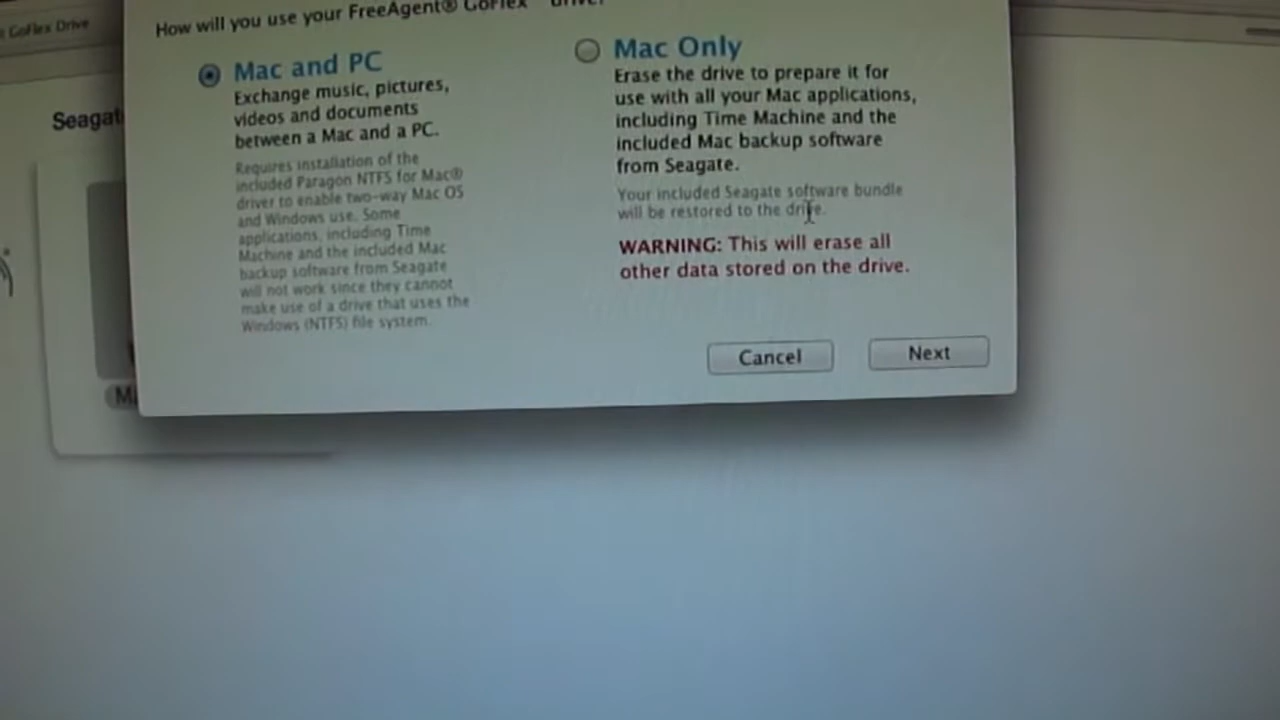 GoFlex Drive
How will you use your FreeAgent® GoFlex™ drive?
Mac and PC
Exchange music, pictures,
videos and documents
between a Mac and a PC.
Requires installation of the
included Paragon NTFS for Mac®
driver to enable two-way Mac OS
and Windows use. Some
applications, including Time
Machine and the included Mac
backup software from Seagate
will not work since they cannot
make use of a drive that uses the
Windows (NTFS) file system.
Mac Only
Erase the drive to prepare it for
use with all your Mac applications,
including Time Machine and the
included Mac backup software
from Seagate.
Your included Seagate software bundle
will be restored to the drive.
WARNING: This will erase all
other data stored on the drive.
Cancel
Next
Seagat